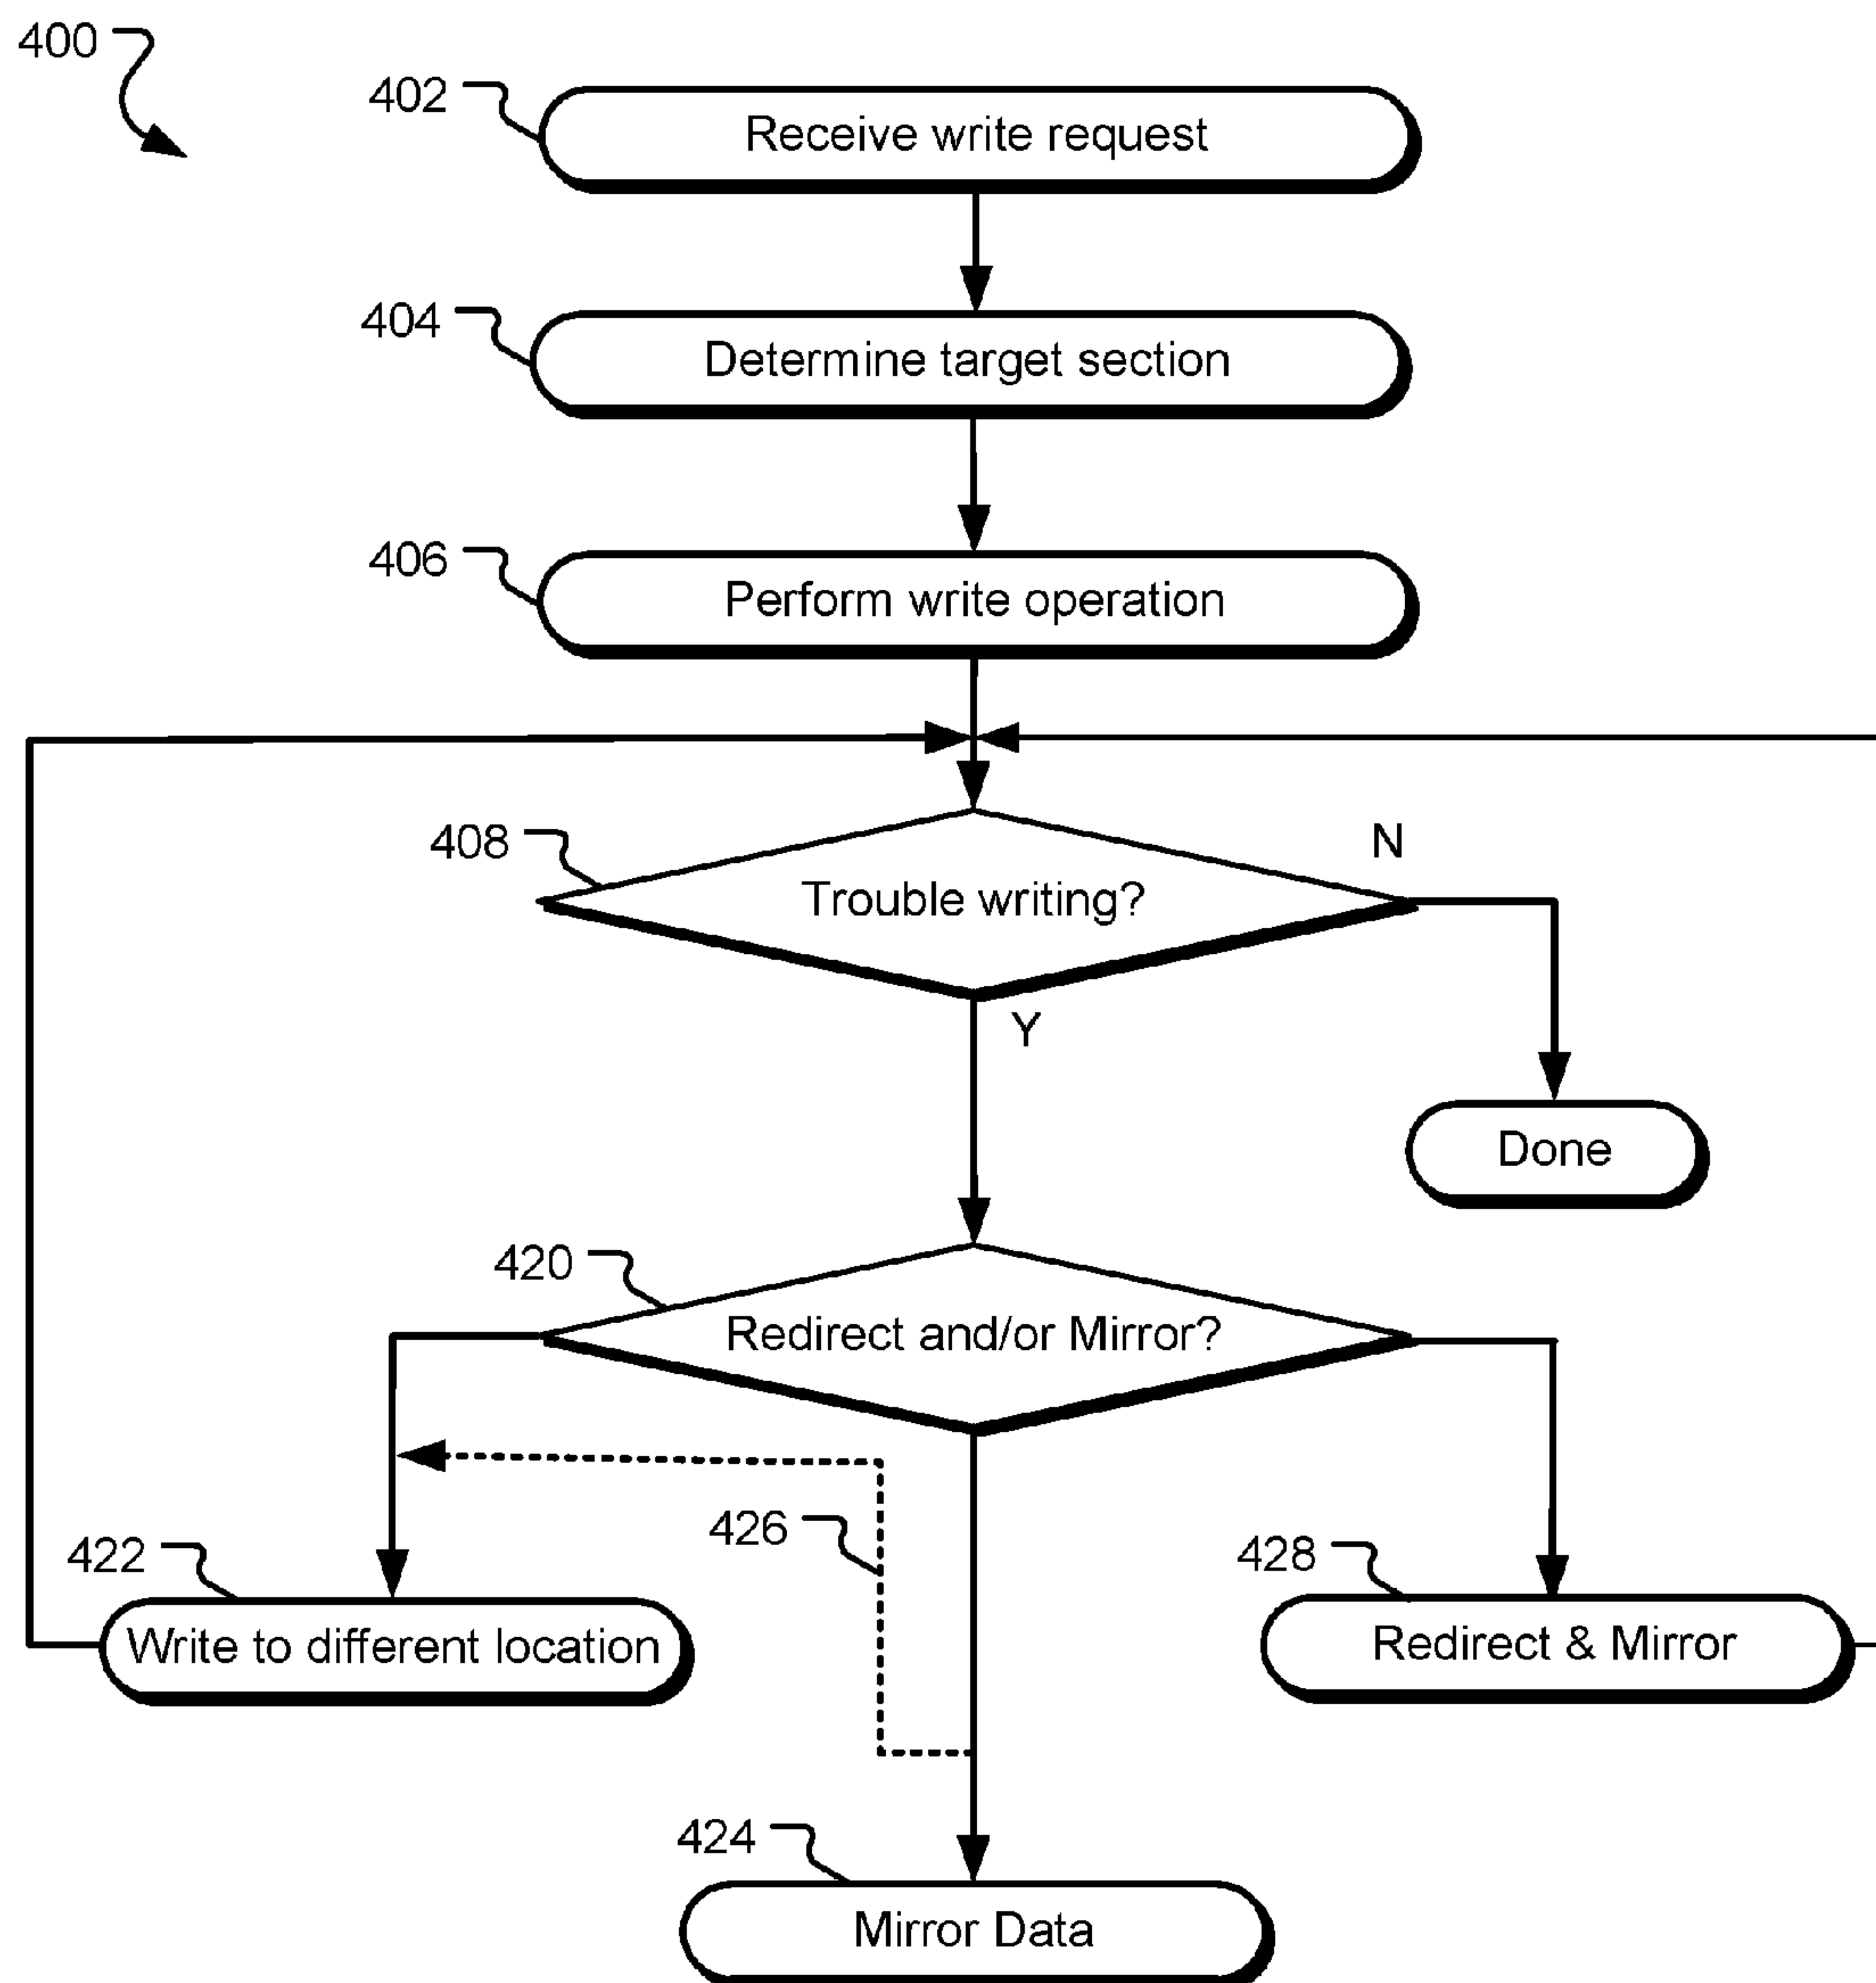 400
402
Receive write request
404
Determine target section
406
Perform write operation
408
Trouble writing?
N
Y
Done
420
Redirect and/or Mirror?
426
422
Write to different location
428
Redirect & Mirror
424
Mirror Data